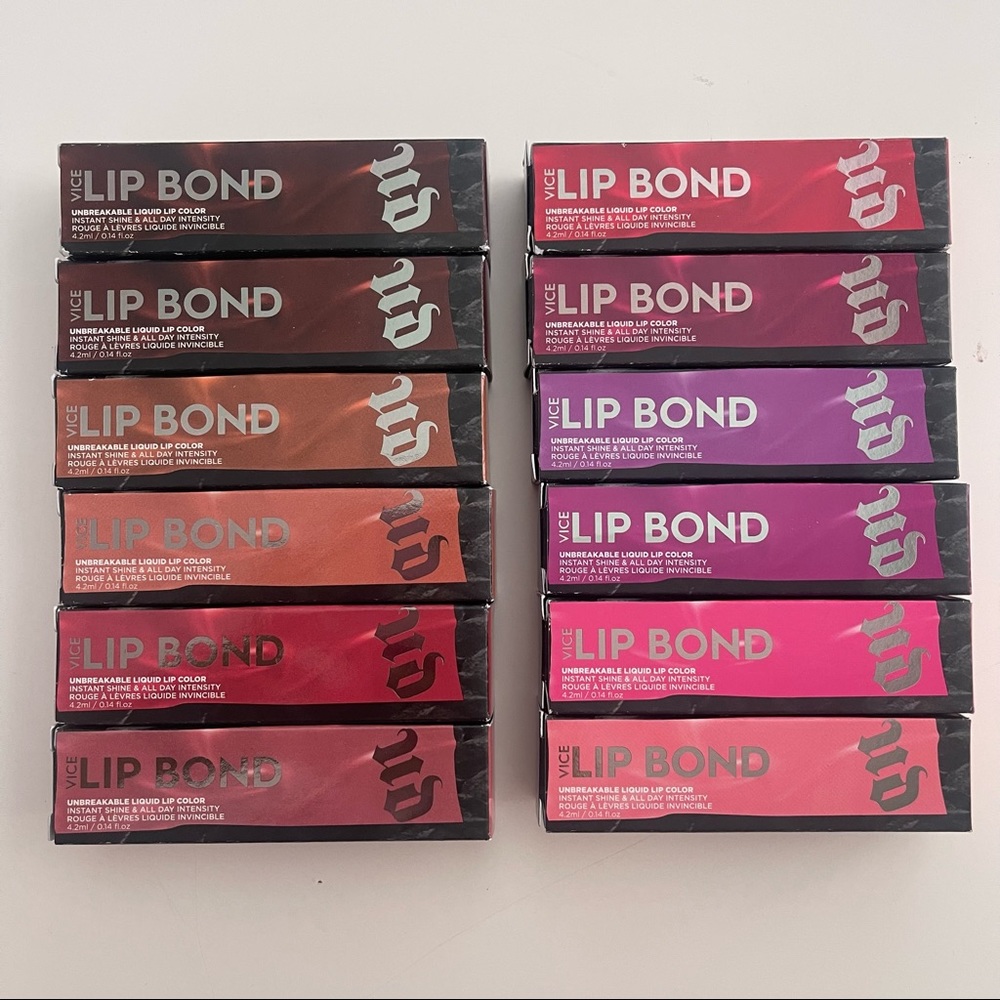 VICE LIP BOND
UNBREAKABLE LIQUID LIP COLOR
INSTANT SHINE & ALL DAY INTENSITY
ROUGE À LÈVRES LIQUIDE INVINCIBLE
4.2ml / 0.14 fl.oz
UD
VICE LIP BOND
UNBREAKABLE LIQUID LIP COLOR
INSTANT SHINE & ALL DAY INTENSITY
ROUGE À LÈVRES LIQUIDE INVINCIBLE
4.2ml / 0.14 fl.oz
UD
VICE LIP BOND
UNBREAKABLE LIQUID LIP COLOR
INSTANT SHINE & ALL DAY INTENSITY
ROUGE À LÈVRES LIQUIDE INVINCIBLE
4.2ml / 0.14 fl.oz
UD
VICE LIP BOND
UNBREAKABLE LIQUID LIP COLOR
INSTANT SHINE & ALL DAY INTENSITY
ROUGE À LÈVRES LIQUIDE INVINCIBLE
4.2ml / 0.14 fl.oz
UD
VICE LIP BOND
UNBREAKABLE LIQUID LIP COLOR
INSTANT SHINE & ALL DAY INTENSITY
ROUGE À LÈVRES LIQUIDE INVINCIBLE
4.2ml / 0.14 fl.oz
UD
VICE LIP BOND
UNBREAKABLE LIQUID LIP COLOR
INSTANT SHINE & ALL DAY INTENSITY
ROUGE À LÈVRES LIQUIDE INVINCIBLE
4.2ml / 0.14 fl.oz
UD
VICE LIP BOND
UNBREAKABLE LIQUID LIP COLOR
INSTANT SHINE & ALL DAY INTENSITY
ROUGE À LÈVRES LIQUIDE INVINCIBLE
4.2ml / 0.14 fl.oz
UD
VICE LIP BOND
UNBREAKABLE LIQUID LIP COLOR
INSTANT SHINE & ALL DAY INTENSITY
ROUGE À LÈVRES LIQUIDE INVINCIBLE
4.2ml / 0.14 fl.oz
UD
VICE LIP BOND
UNBREAKABLE LIQUID LIP COLOR
INSTANT SHINE & ALL DAY INTENSITY
ROUGE À LÈVRES LIQUIDE INVINCIBLE
4.2ml / 0.14 fl.oz
UD
VICE LIP BOND
UNBREAKABLE LIQUID LIP COLOR
INSTANT SHINE & ALL DAY INTENSITY
ROUGE À LÈVRES LIQUIDE INVINCIBLE
4.2ml / 0.14 fl.oz
UD
VICE LIP BOND
UNBREAKABLE LIQUID LIP COLOR
INSTANT SHINE & ALL DAY INTENSITY
ROUGE À LÈVRES LIQUIDE INVINCIBLE
4.2ml / 0.14 fl.oz
UD
VICE LIP BOND
UNBREAKABLE LIQUID LIP COLOR
INSTANT SHINE & ALL DAY INTENSITY
ROUGE À LÈVRES LIQUIDE INVINCIBLE
4.2ml / 0.14 fl.oz
UD